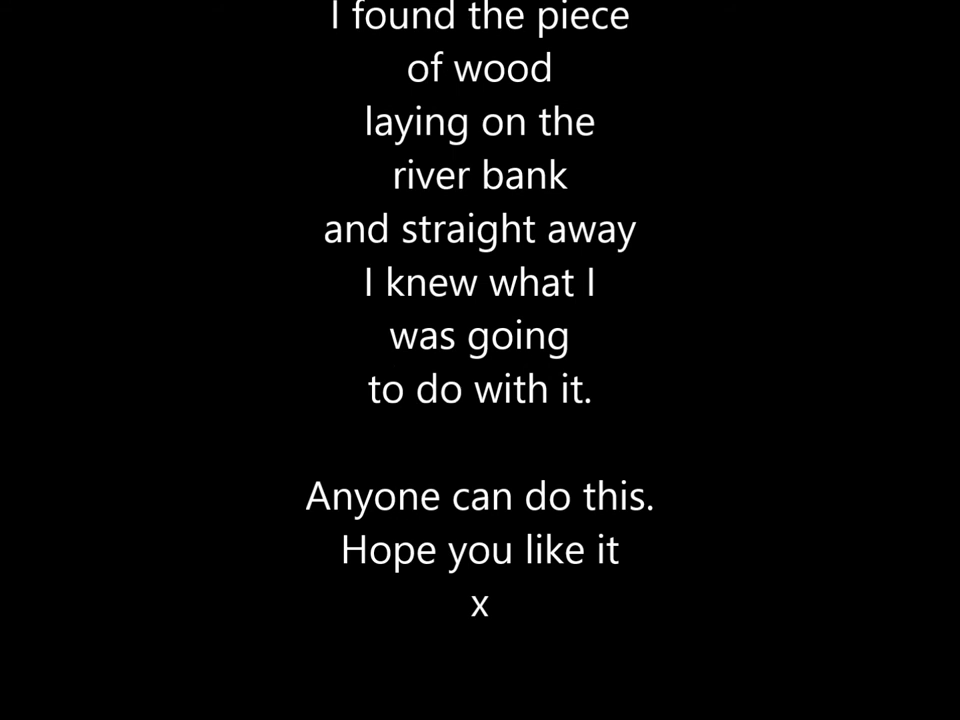 I found the piece
of wood
laying on the
river bank
and straight away
I knew what I
was going
to do with it.
Anyone can do this.
Hope you like it
x